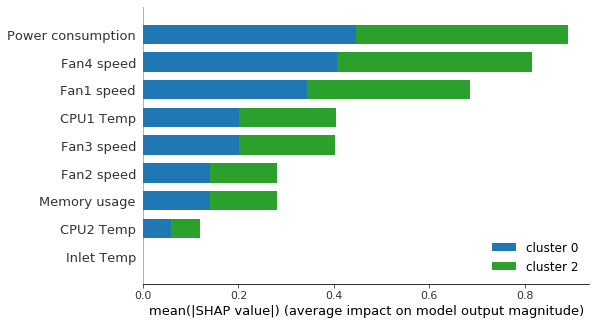 Power consumption
Fan4 speed
Fan1 speed
CPU1 Temp
Fan3 speed
Fan2 speed
Memory usage
CPU2 Temp
Inlet Temp
cluster 0
cluster 2
0.0 0.2 0.4 0.6 0.8
mean(|SHAP value|) (average impact on model output magnitude)